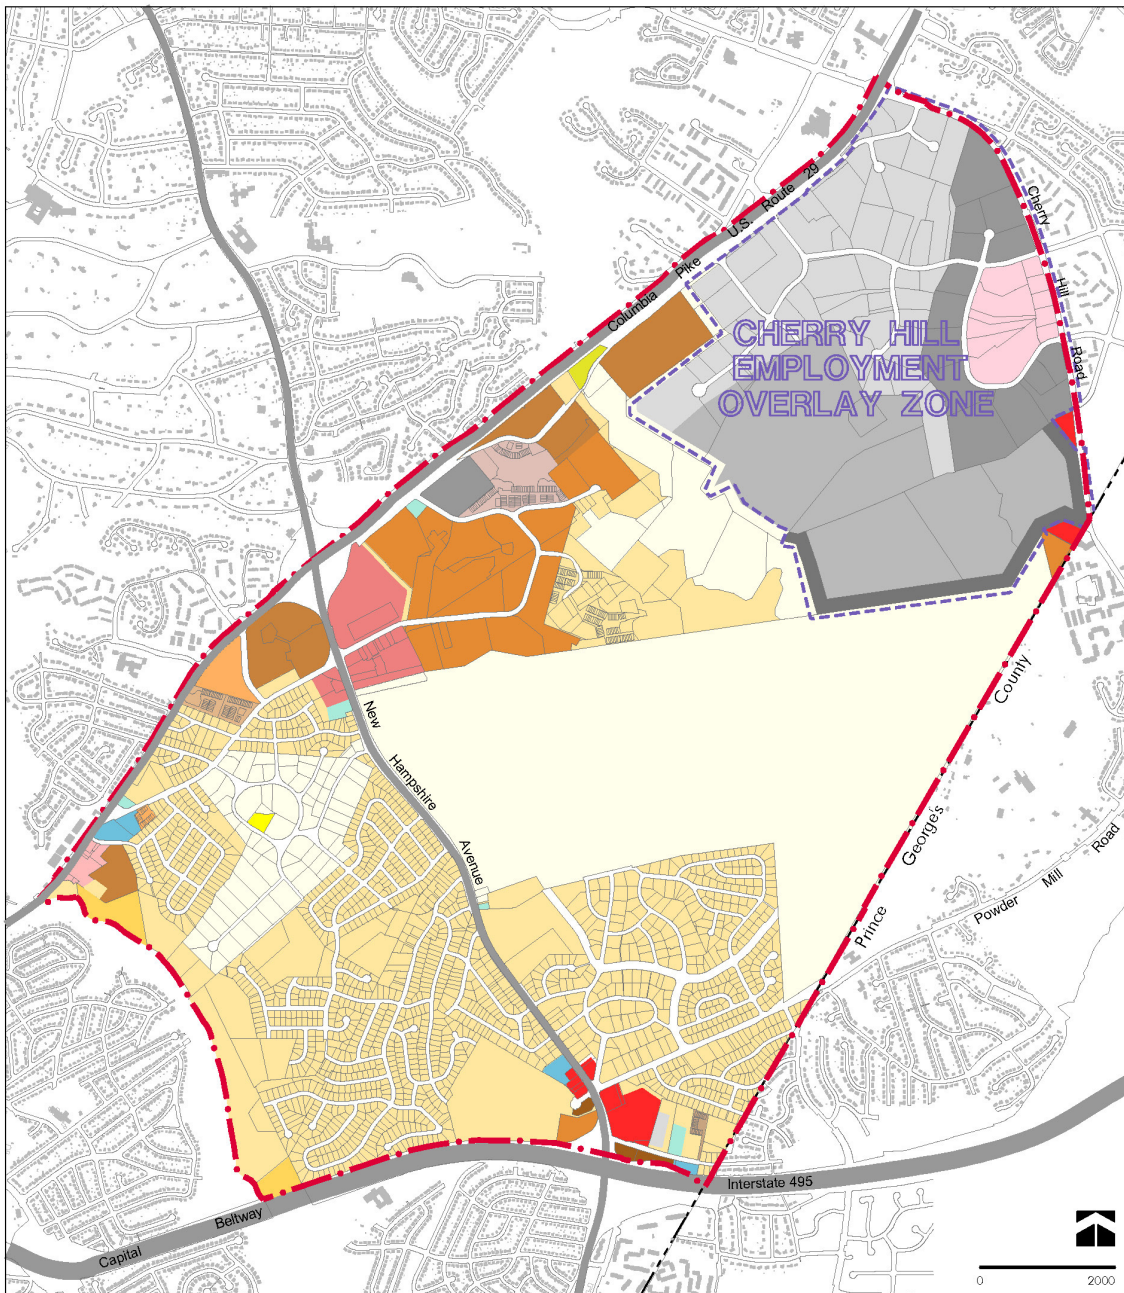 U.S. Route 29
Columbia Pike
Cherry Hill Road
CHERRY HILL
EMPLOYMENT
OVERLAY ZONE
New Hampshire Avenue
Prince George's County
Powder Mill Road
Interstate 495
Capital Beltway
0 2000